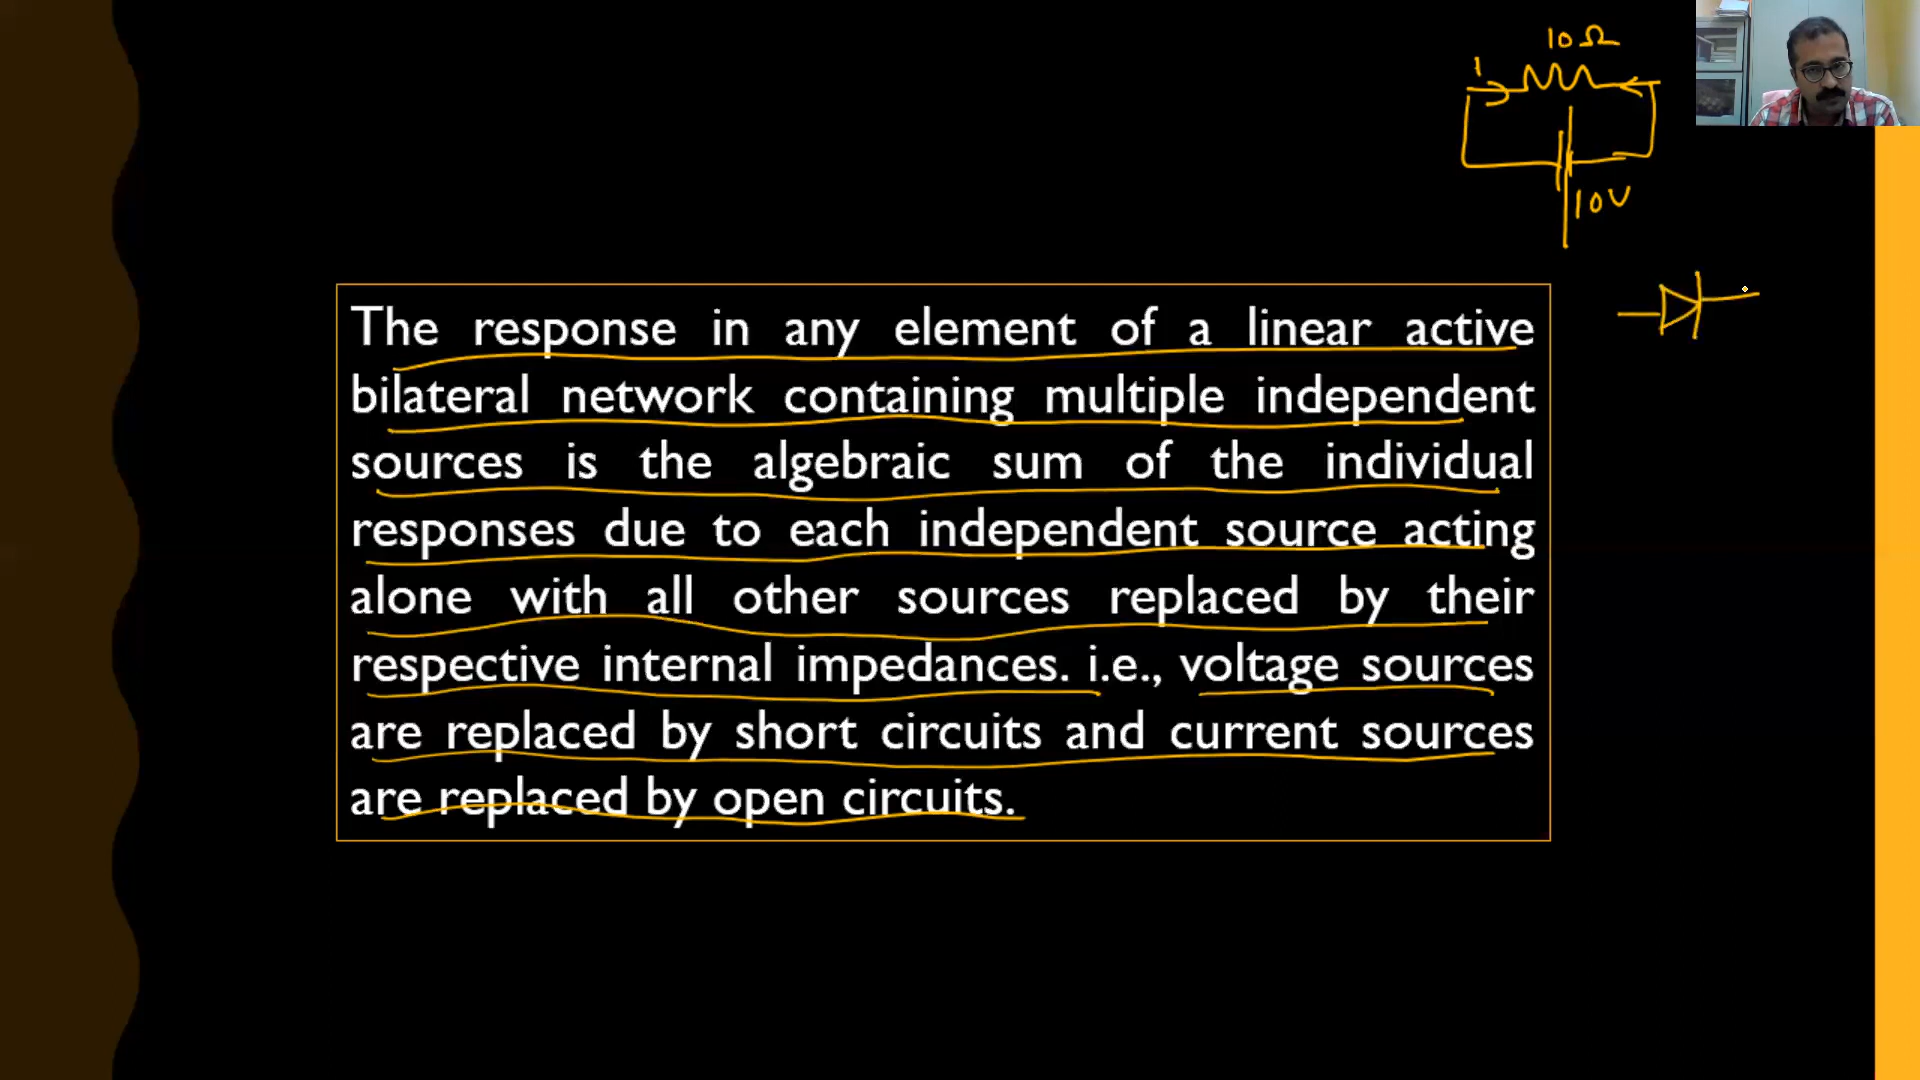 10 Ω
1
10V
The response in any element of a linear active
bilateral network containing multiple independent
sources is the algebraic sum of the individual
responses due to each independent source acting
alone with all other sources replaced by their
respective internal impedances. i.e., voltage sources
are replaced by short circuits and current sources
are replaced by open circuits.